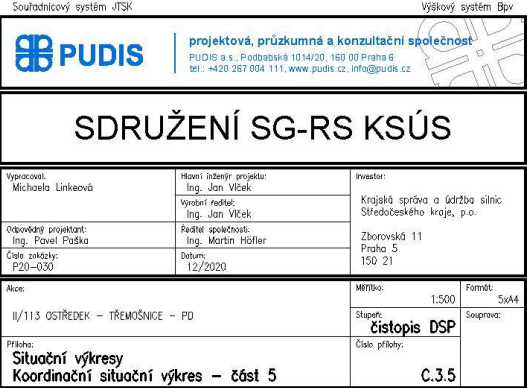 Souřadnicový systém JTSK
Výškový systém Bpv
PUDIS
projektová, průzkumná a konzultační společnost
PUDIS a.s., Podbabská 1014/20, 160 00 Praha 6
tel.: +420 267 004 111, www.pudis.cz, info@pudis.cz
SDRUŽENÍ SG-RS KSÚS
Vypracoval:
Michaela Linkeová
Hlavní inženýr projektu:
Ing. Jan Vlček
Investor:
Krajská správa a údržba silnic
Středočeského kraje, p.o.
Zborovská 11
Praha 5
150 21
Výrobní ředitel:
Ing. Jan Vlček
Odpovědný projektant:
Ing. Pavel Paška
Ředitel společnosti:
Ing. Martin Höfler
Číslo zakázky:
P20-030
Datum:
12/2020
Akce:
II/113 OSTŘEDEK - TŘEMOŠNICE - PD
Měřítko:
1:500
Formát:
5xA4
Stupeň:
čistopis DSP
Souprava:
Příloha:
Situační výkresy
Koordinační situační výkres - část 5
Číslo přílohy:
C.3.5